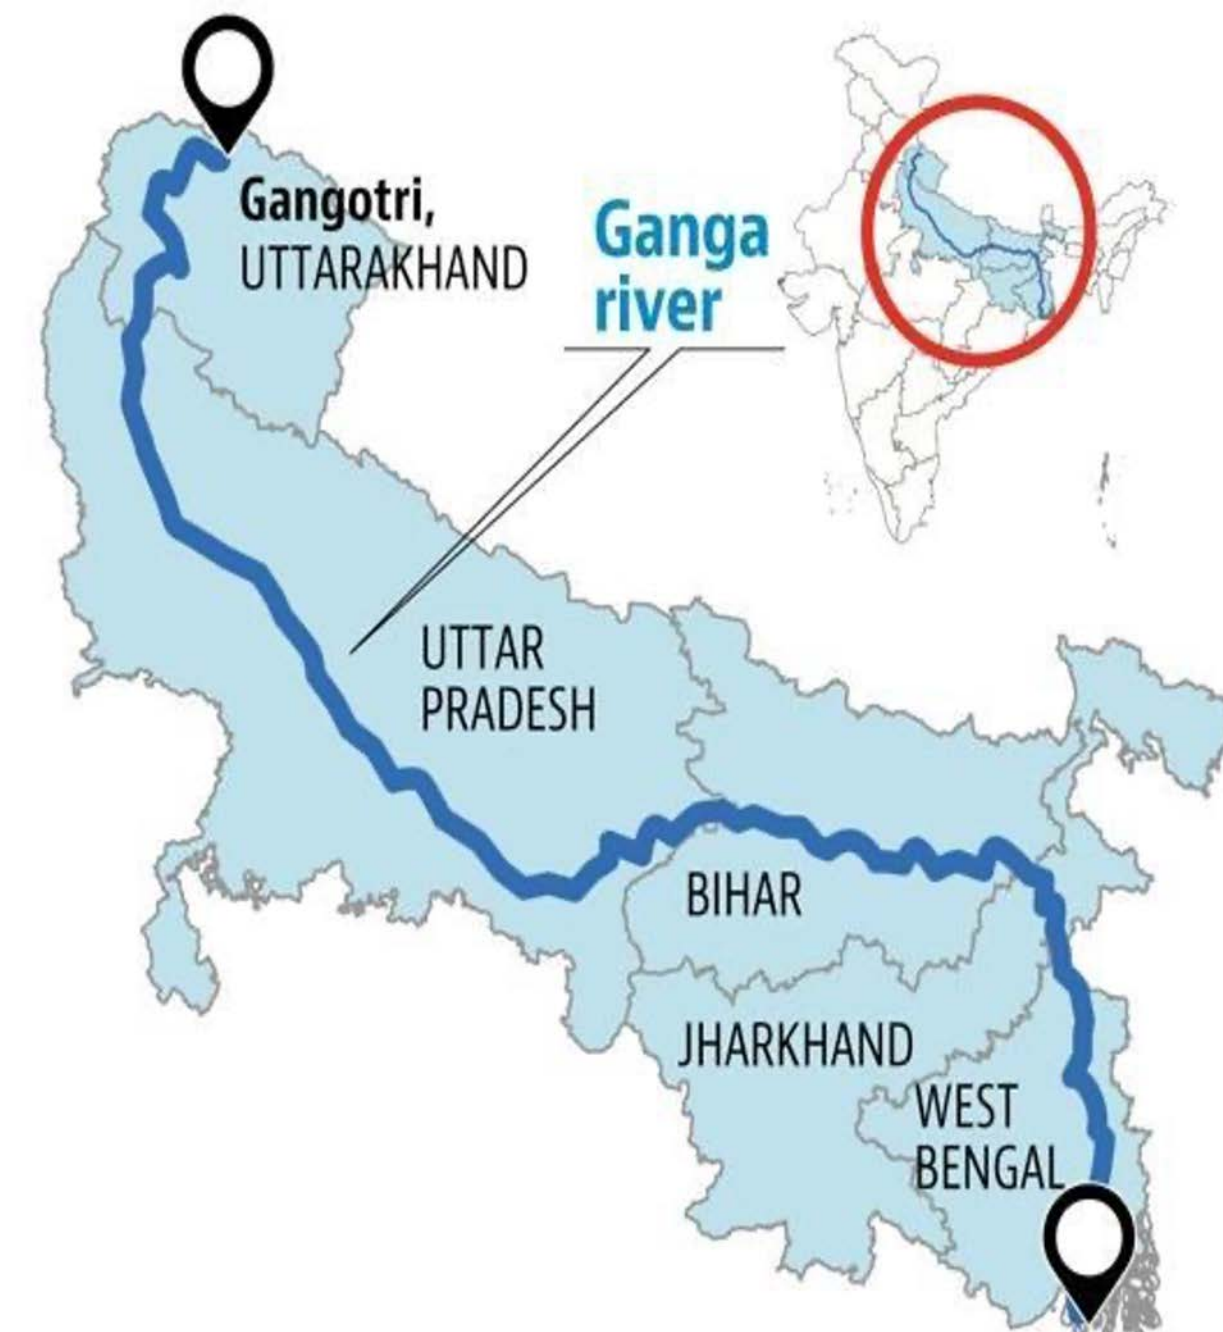 Gangotri,
UTTARAKHAND
Ganga
river
UTTAR
PRADESH
BIHAR
JHARKHAND
WEST
BENGAL